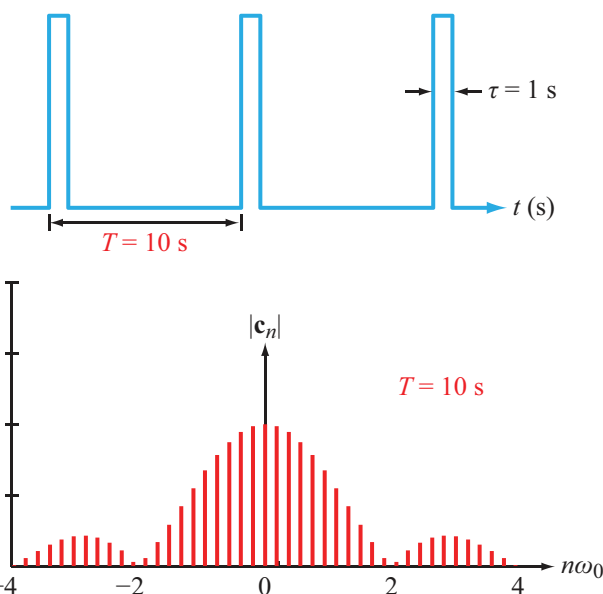 τ = 1 s
t (s)
T = 10 s
|cₙ|
T = 10 s
nω₀
−4 −2 0 2 4